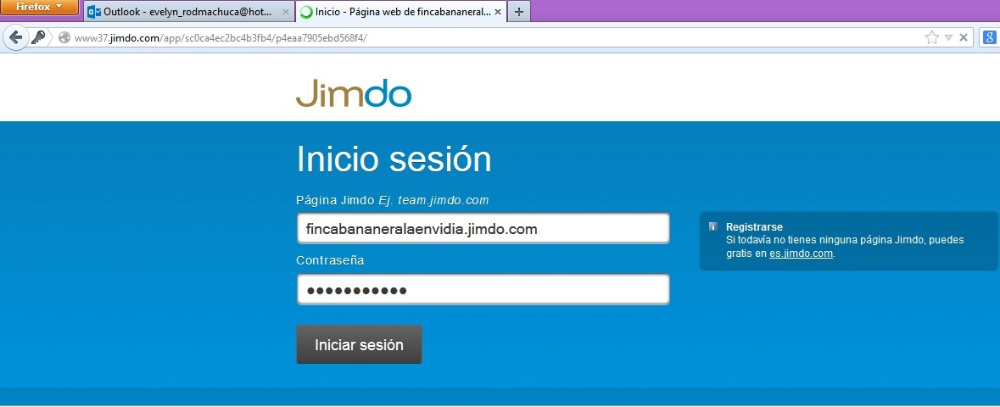 Firefox
Outlook - evelyn_rodmachuca@hot...
Inicio - Página web de fincabananeral...
www37.jimdo.com/app/sc0ca4ec2bc4b3fb4/p4eaa7905ebd568f4/
Jimdo
Inicio sesión
Página Jimdo Ej. team.jimdo.com
fincabananeralaenvidia.jimdo.com
Contraseña
Iniciar sesión
Registrarse
Si todavía no tienes ninguna página Jimdo, puedes
gratis en es.jimdo.com.